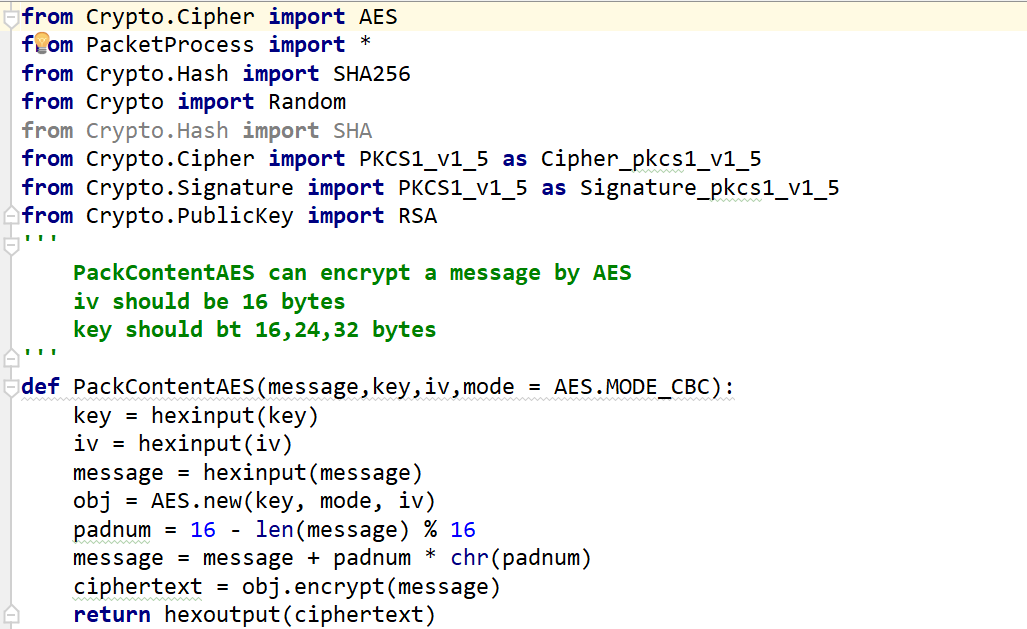 from Crypto.Cipher import AES
from PacketProcess import *
from Crypto.Hash import SHA256
from Crypto import Random
from Crypto.Hash import SHA
from Crypto.Cipher import PKCS1_v1_5 as Cipher_pkcs1_v1_5
from Crypto.Signature import PKCS1_v1_5 as Signature_pkcs1_v1_5
from Crypto.PublicKey import RSA
'''
    PackContentAES can encrypt a message by AES
    iv should be 16 bytes
    key should bt 16,24,32 bytes
'''
def PackContentAES(message,key,iv,mode = AES.MODE_CBC):
    key = hexinput(key)
    iv = hexinput(iv)
    message = hexinput(message)
    obj = AES.new(key, mode, iv)
    padnum = 16 - len(message) % 16
    message = message + padnum * chr(padnum)
    ciphertext = obj.encrypt(message)
    return hexoutput(ciphertext)